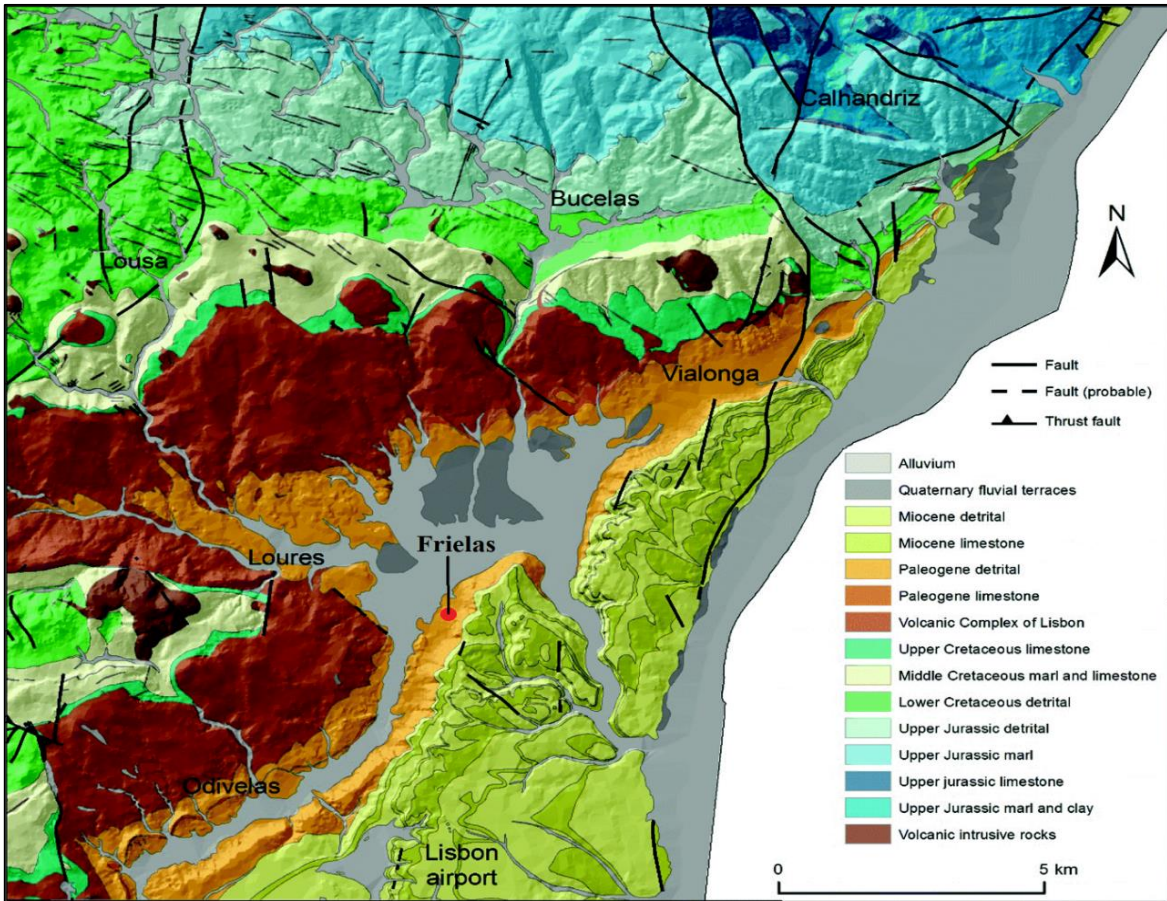 Calhandriz
Bucelas
Lousa
N
Vialonga
Fault
Fault (probable)
Thrust fault
Alluvium
Quaternary fluvial terraces
Miocene detrital
Miocene limestone
Paleogene detrital
Paleogene limestone
Volcanic Complex of Lisbon
Upper Cretaceous limestone
Middle Cretaceous marl and limestone
Lower Cretaceous detrital
Upper Jurassic detrital
Upper Jurassic marl
Upper jurassic limestone
Upper Jurassic marl and clay
Volcanic intrusive rocks
Frielas
Loures
Odivelas
Lisbon
airport
0 5 km